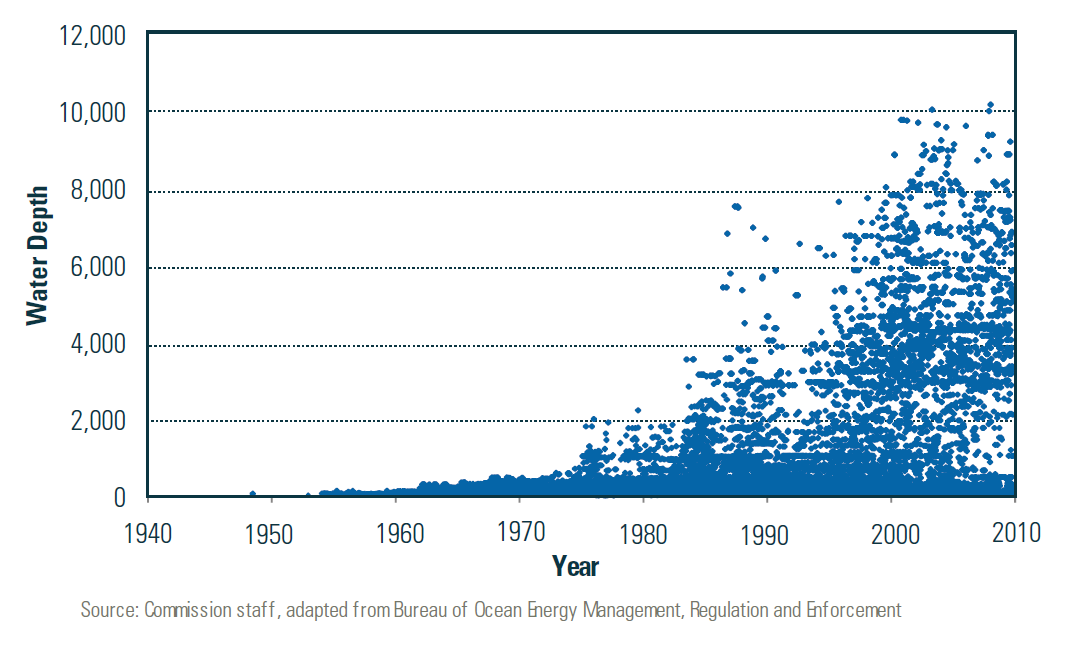 12,000
10,000
8,000
6,000
4,000
2,000
0
Water Depth
1940 1950 1960 1970 1980 1990 2000 2010
Year
Source: Commission staff, adapted from Bureau of Ocean Energy Management, Regulation and Enforcement